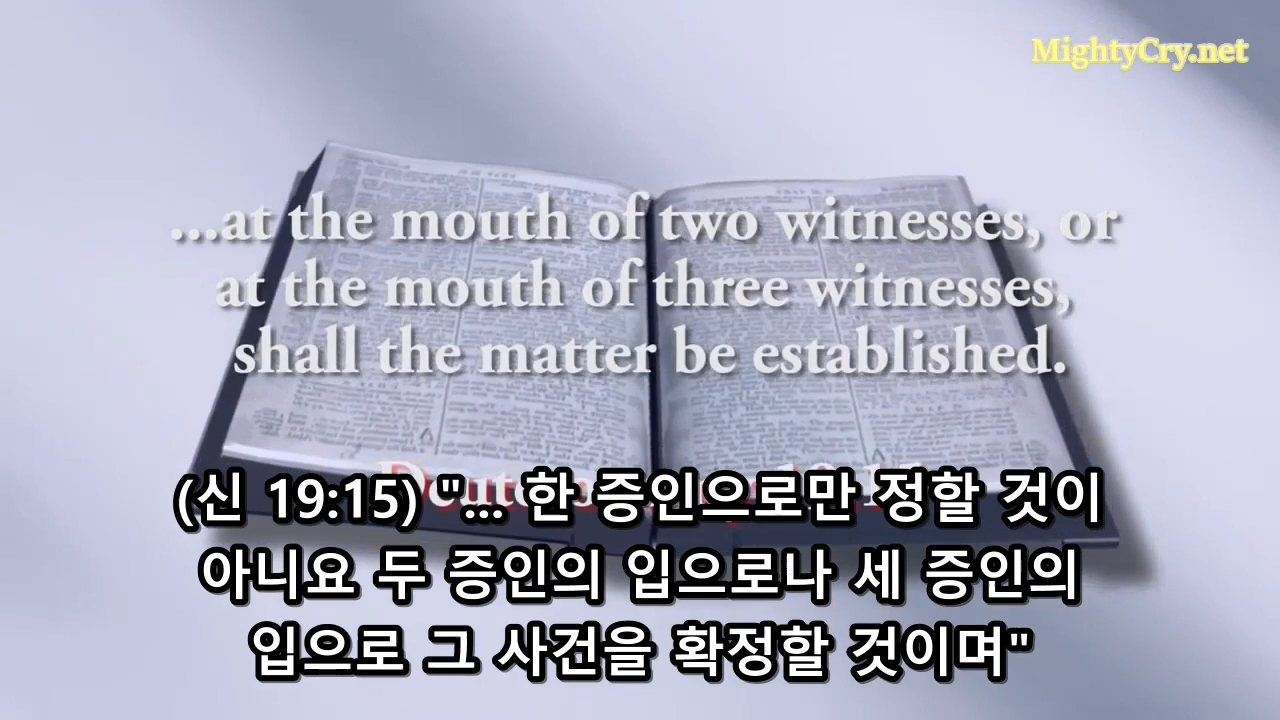 MightyCry.net
...at the mouth of two witnesses, or
at the mouth of three witnesses,
shall the matter be established.
(신 19:15) "... 한 증인으로만 정할 것이
아니요 두 증인의 입으로나 세 증인의
입으로 그 사건을 확정할 것이며"